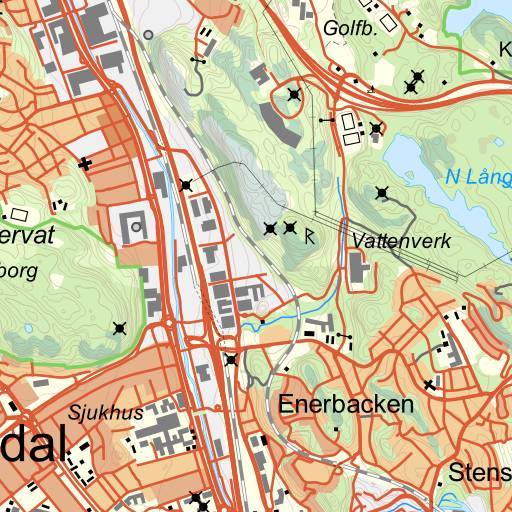 Golfb.
K
N Lång
ervat
Vattenverk
borg
R
Sjukhus
Enerbacken
dal
Stens